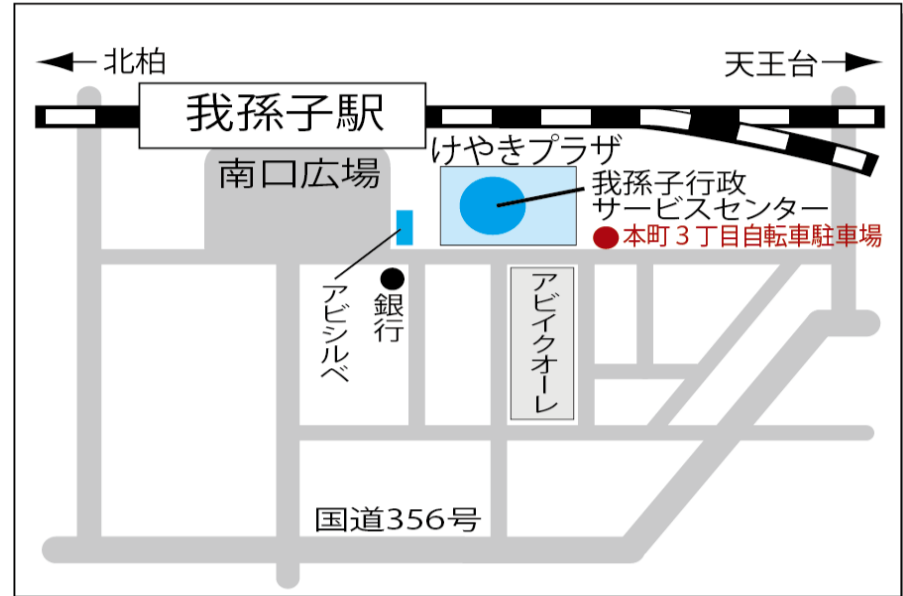 北柏
天王台
我孫子駅
南口広場
けやきプラザ
我孫子行政
サービスセンター
本町３丁目自転車駐車場
アビシルベ
銀行
アビイクオーレ
国道356号